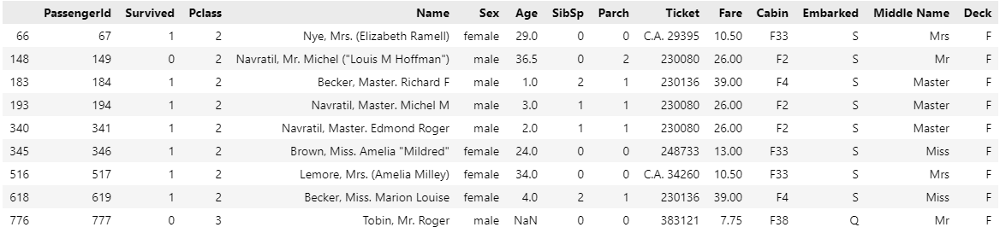 PassengerId Survived Pclass Name Sex Age SibSp Parch Ticket Fare Cabin Embarked Middle Name Deck
66 67 1 2 Nye, Mrs. (Elizabeth Ramell) female 29.0 0 0 C.A. 29395 10.50 F33 S Mrs F
148 149 0 2 Navratil, Mr. Michel ("Louis M Hoffman") male 36.5 0 2 230080 26.00 F2 S Mr F
183 184 1 2 Becker, Master. Richard F male 1.0 2 1 230136 39.00 F4 S Master F
193 194 1 2 Navratil, Master. Michel M male 3.0 1 1 230080 26.00 F2 S Master F
340 341 1 2 Navratil, Master. Edmond Roger male 2.0 1 1 230080 26.00 F2 S Master F
345 346 1 2 Brown, Miss. Amelia "Mildred" female 24.0 0 0 248733 13.00 F33 S Miss F
516 517 1 2 Lemore, Mrs. (Amelia Milley) female 34.0 0 0 C.A. 34260 10.50 F33 S Mrs F
618 619 1 2 Becker, Miss. Marion Louise female 4.0 2 1 230136 39.00 F4 S Miss F
776 777 0 3 Tobin, Mr. Roger male NaN 0 0 383121 7.75 F38 Q Mr F